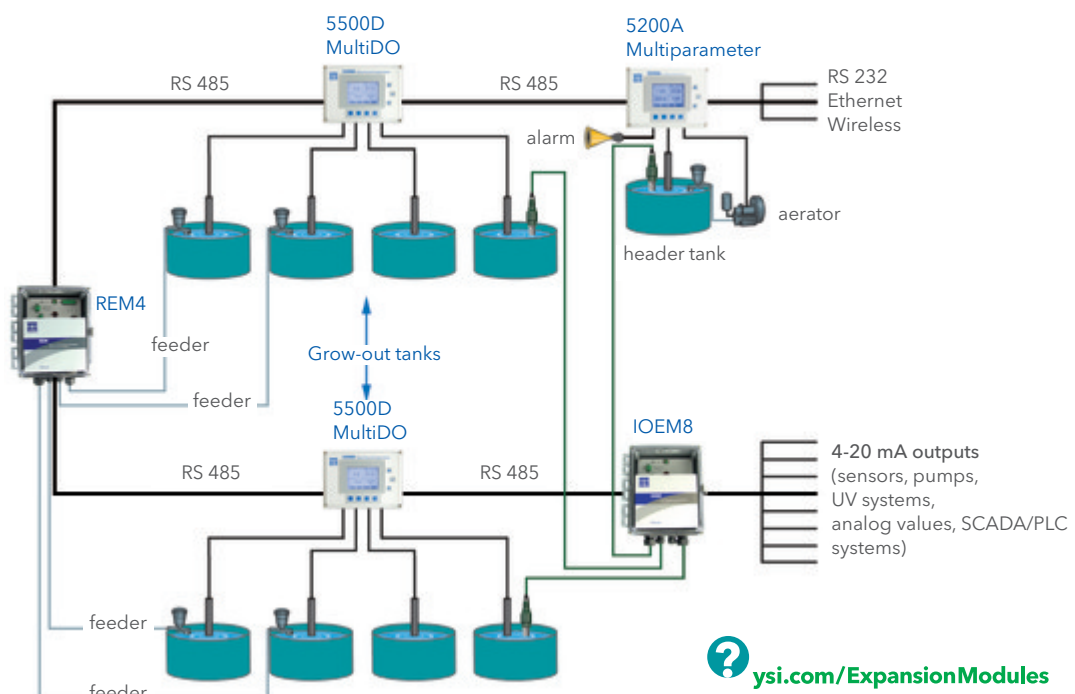 5500D
MultiDO
5200A
Multiparameter
RS 485
RS 485
RS 232
Ethernet
Wireless
alarm
aerator
header tank
REM4
feeder
Grow-out tanks
feeder
5500D
MultiDO
IOEM8
RS 485
RS 485
4-20 mA outputs
(sensors, pumps,
UV systems,
analog values, SCADA/PLC
systems)
feeder
feeder
?
ysi.com/ExpansionModules